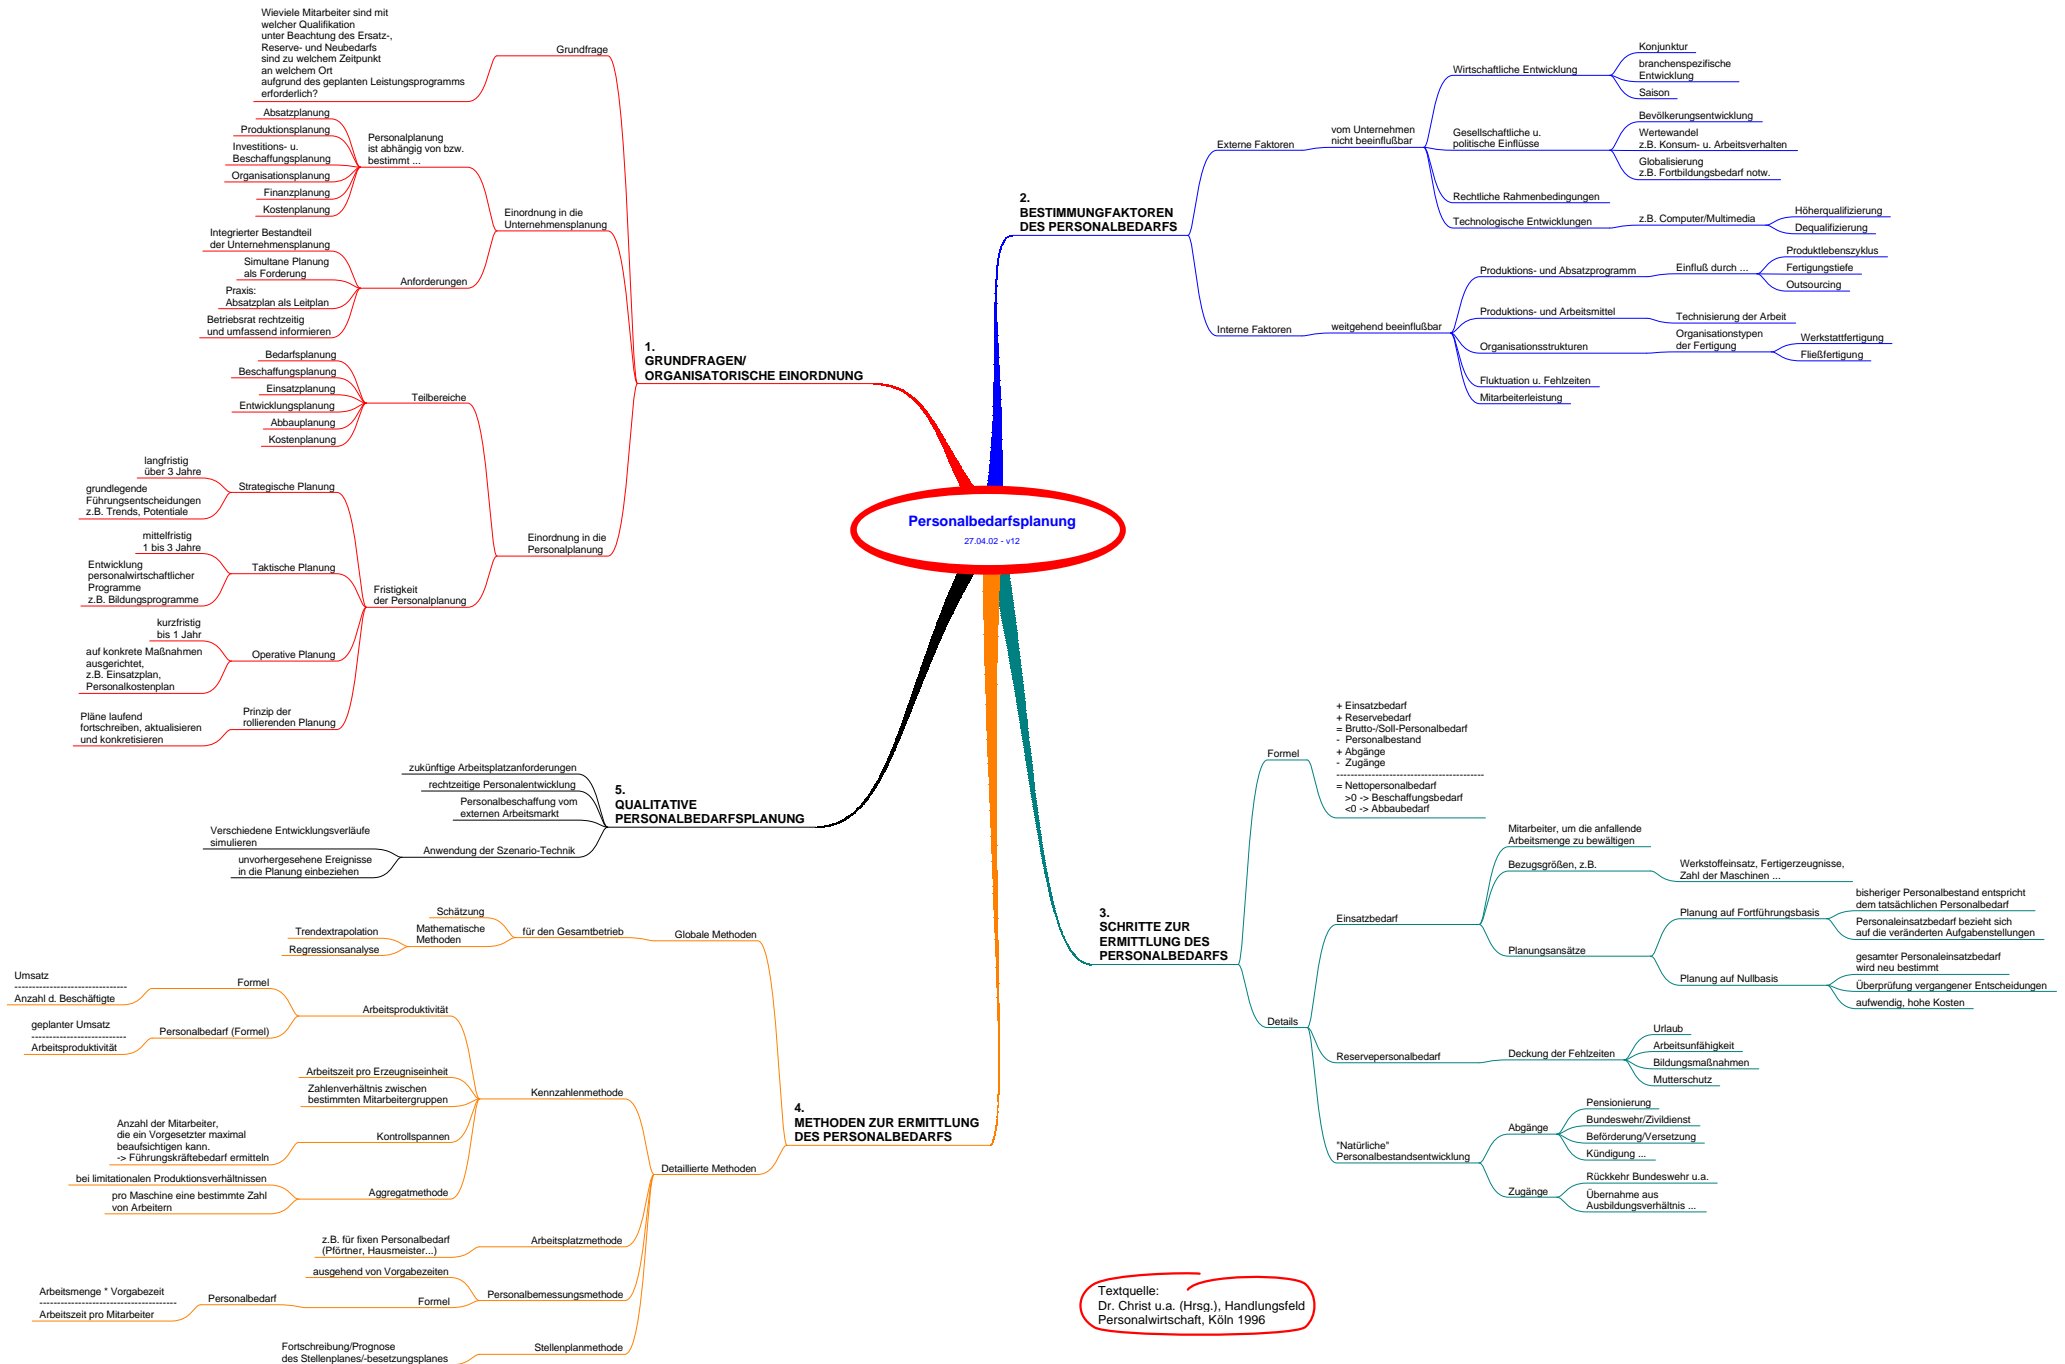 Personalbedarfsplanung
27.04.02 - v12
1.
GRUNDFRAGEN/
ORGANISATORISCHE EINORDNUNG
Grundfrage
Wieviele Mitarbeiter sind mit
welcher Qualifikation
unter Beachtung des Ersatz-,
Reserve- und Neubedarfs
sind zu welchem Zeitpunkt
an welchem Ort
aufgrund des geplanten Leistungsprogramms
erforderlich?
Einordnung in die
Unternehmensplanung
Personalplanung
ist abhängig von bzw.
bestimmt ...
Absatzplanung
Produktionsplanung
Investitions- u.
Beschaffungsplanung
Organisationsplanung
Finanzplanung
Kostenplanung
Anforderungen
Integrierter Bestandteil
der Unternehmensplanung
Simultane Planung
als Forderung
Praxis:
Absatzplan als Leitplan
Betriebsrat rechtzeitig
und umfassend informieren
Einordnung in die
Personalplanung
Teilbereiche
Bedarfsplanung
Beschaffungsplanung
Einsatzplanung
Entwicklungsplanung
Abbauplanung
Kostenplanung
Fristigkeit
der Personalplanung
Strategische Planung
langfristig
über 3 Jahre
grundlegende
Führungsentscheidungen
z.B. Trends, Potentiale
Taktische Planung
mittelfristig
1 bis 3 Jahre
Entwicklung
personalwirtschaftlicher
Programme
z.B. Bildungsprogramme
Operative Planung
kurzfristig
bis 1 Jahr
auf konkrete Maßnahmen
ausgerichtet,
z.B. Einsatzplan,
Personalkostenplan
Prinzip der
rollierenden Planung
Pläne laufend
fortschreiben, aktualisieren
und konkretisieren
2.
BESTIMMUNGFAKTOREN
DES PERSONALBEDARFS
Externe Faktoren
vom Unternehmen
nicht beeinflußbar
Wirtschaftliche Entwicklung
Konjunktur
branchenspezifische
Entwicklung
Saison
Gesellschaftliche u.
politische Einflüsse
Bevölkerungsentwicklung
Wertewandel
z.B. Konsum- u. Arbeitsverhalten
Globalisierung
z.B. Fortbildungsbedarf notw.
Rechtliche Rahmenbedingungen
Technologische Entwicklungen
z.B. Computer/Multimedia
Höherqualifizierung
Dequalifizierung
Interne Faktoren
weitgehend beeinflußbar
Produktions- und Absatzprogramm
Einfluß durch ...
Produktlebenszyklus
Fertigungstiefe
Outsourcing
Produktions- und Arbeitsmittel
Technisierung der Arbeit
Organisationsstrukturen
Organisationstypen
der Fertigung
Werkstattfertigung
Fließfertigung
Fluktuation u. Fehlzeiten
Mitarbeiterleistung
3.
SCHRITTE ZUR
ERMITTLUNG DES
PERSONALBEDARFS
Formel
+ Einsatzbedarf
+ Reservebedarf
= Brutto-/Soll-Personalbedarf
- Personalbestand
+ Abgänge
- Zugänge
------------------------------------------
= Nettopersonalbedarf
>0 -> Beschaffungsbedarf
<0 -> Abbaubedarf
Details
Einsatzbedarf
Mitarbeiter, um die anfallende
Arbeitsmenge zu bewältigen
Bezugsgrößen, z.B.
Werkstoffeinsatz, Fertigerzeugnisse,
Zahl der Maschinen ...
Planungsansätze
Planung auf Fortführungsbasis
bisheriger Personalbestand entspricht
dem tatsächlichen Personalbedarf
Personaleinsatzbedarf bezieht sich
auf die veränderten Aufgabenstellungen
Planung auf Nullbasis
gesamter Personaleinsatzbedarf
wird neu bestimmt
Überprüfung vergangener Entscheidungen
aufwendig, hohe Kosten
Reservepersonalbedarf
Deckung der Fehlzeiten
Urlaub
Arbeitsunfähigkeit
Bildungsmaßnahmen
Mutterschutz
"Natürliche"
Personalbestandsentwicklung
Abgänge
Pensionierung
Bundeswehr/Zivildienst
Beförderung/Versetzung
Kündigung ...
Zugänge
Rückkehr Bundeswehr u.a.
Übernahme aus
Ausbildungsverhältnis ...
4.
METHODEN ZUR ERMITTLUNG
DES PERSONALBEDARFS
Globale Methoden
für den Gesamtbetrieb
Schätzung
Mathematische
Methoden
Trendextrapolation
Regressionsanalyse
Detaillierte Methoden
Kennzahlenmethode
Arbeitsproduktivität
Formel
Umsatz
--------------------------------
Anzahl d. Beschäftigte
Personalbedarf (Formel)
geplanter Umsatz
---------------------------
Arbeitsproduktivität
Arbeitszeit pro Erzeugniseinheit
Zahlenverhältnis zwischen
bestimmten Mitarbeitergruppen
Kontrollspannen
Anzahl der Mitarbeiter,
die ein Vorgesetzter maximal
beaufsichtigen kann.
-> Führungskräftebedarf ermitteln
Aggregatmethode
bei limitationalen Produktionsverhältnissen
pro Maschine eine bestimmte Zahl
von Arbeitern
Arbeitsplatzmethode
z.B. für fixen Personalbedarf
(Pförtner, Hausmeister...)
Personalbemessungsmethode
ausgehend von Vorgabezeiten
Formel
Personalbedarf
Arbeitsmenge * Vorgabezeit
---------------------------------------
Arbeitszeit pro Mitarbeiter
Stellenplanmethode
Fortschreibung/Prognose
des Stellenplanes/-besetzungsplanes
5.
QUALITATIVE
PERSONALBEDARFSPLANUNG
zukünftige Arbeitsplatzanforderungen
rechtzeitige Personalentwicklung
Personalbeschaffung vom
externen Arbeitsmarkt
Anwendung der Szenario-Technik
Verschiedene Entwicklungsverläufe
simulieren
unvorhergesehene Ereignisse
in die Planung einbeziehen
Textquelle:
Dr. Christ u.a. (Hrsg.), Handlungsfeld
Personalwirtschaft, Köln 1996